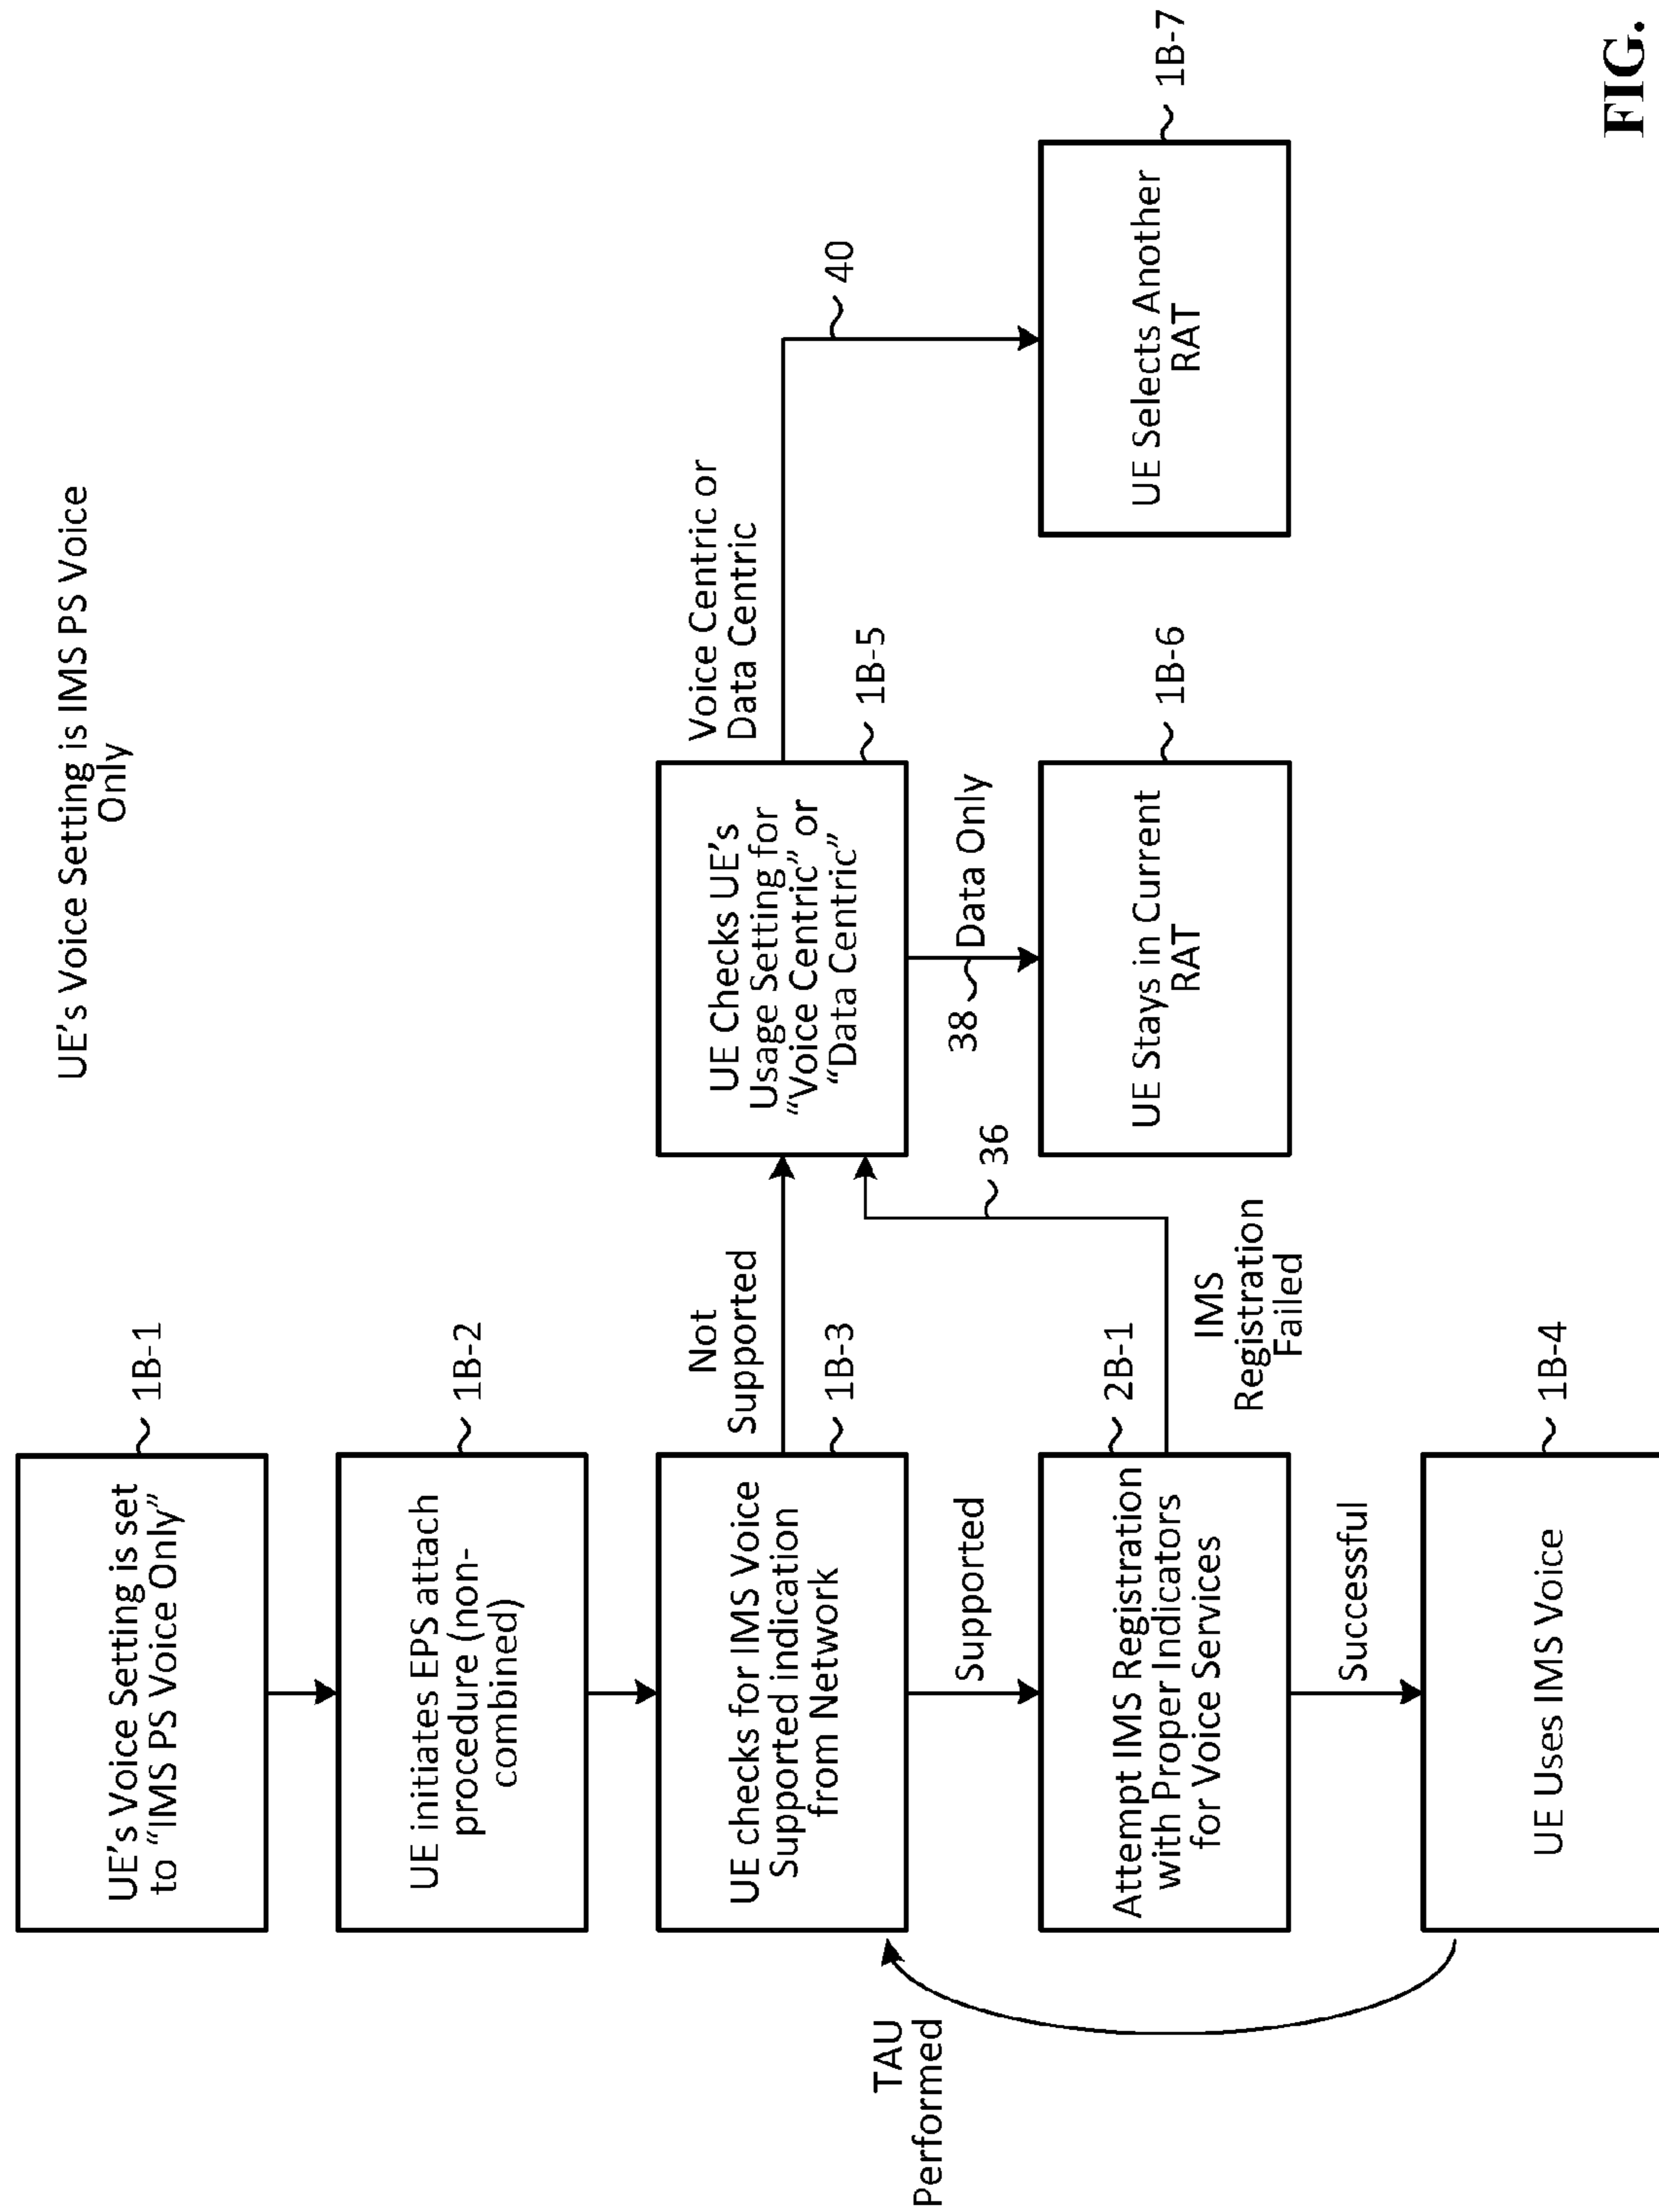 UE's Voice Setting is IMS PS Voice
Only
UE's Voice Setting is set
to “IMS PS Voice Only”
1B-1
UE initiates EPS attach
procedure (non-
combined)
1B-2
UE checks for IMS Voice
Supported indication
from Network
1B-3
Not
Supported
UE Checks UE's
Usage Setting for
“Voice Centric” or
“Data Centric”
1B-5
Voice Centric or
Data Centric
40
TAU
Performed
Supported
36
38
Data Only
Attempt IMS Registration
with Proper Indicators
for Voice Services
2B-1
IMS
Registration
Failed
UE Stays in Current
RAT
1B-6
UE Selects Another
RAT
1B-7
Successful
UE Uses IMS Voice
1B-4
FIG.